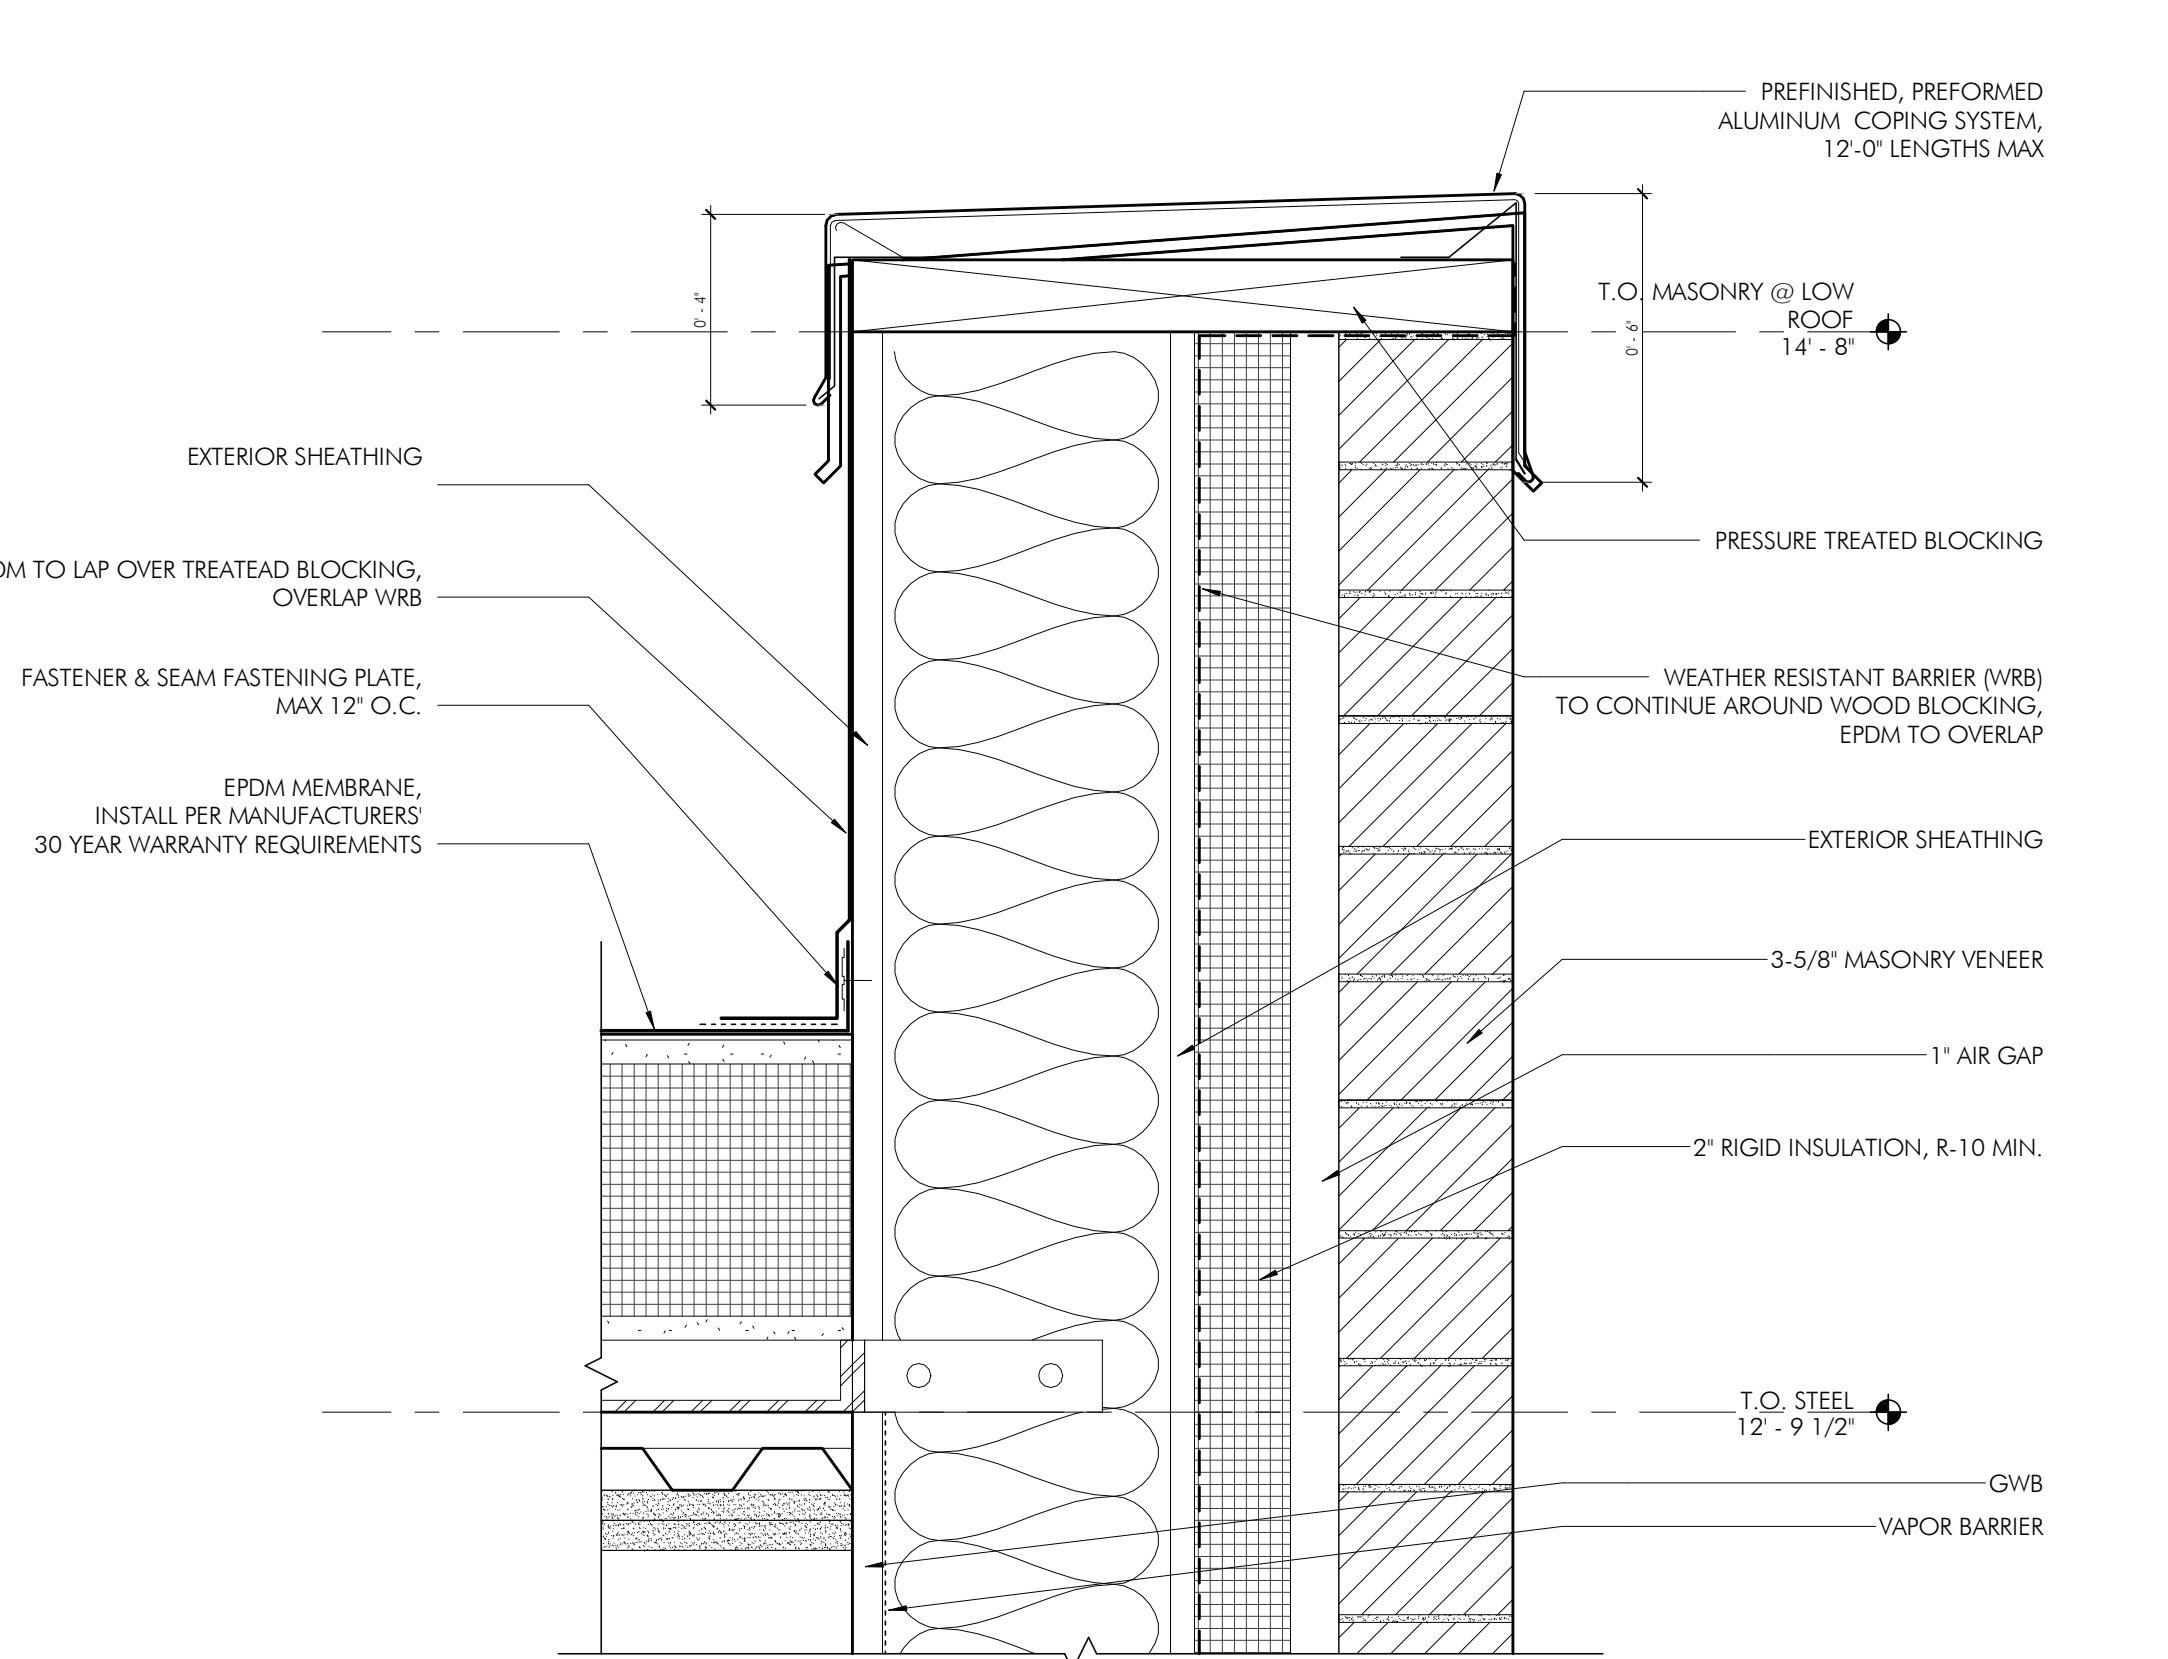 PREFINISHED, PREFORMED
ALUMINUM COPING SYSTEM,
12'-0" LENGTHS MAX
0' - 4"
T.O. MASONRY @ LOW
ROOF
14' - 8"
0' - 6"
EXTERIOR SHEATHING
PRESSURE TREATED BLOCKING
TO LAP OVER TREATEAD BLOCKING,
OVERLAP WRB
FASTENER & SEAM FASTENING PLATE,
MAX 12" O.C.
WEATHER RESISTANT BARRIER (WRB)
TO CONTINUE AROUND WOOD BLOCKING,
EPDM TO OVERLAP
EPDM MEMBRANE,
INSTALL PER MANUFACTURERS'
30 YEAR WARRANTY REQUIREMENTS
EXTERIOR SHEATHING
3-5/8" MASONRY VENEER
1" AIR GAP
2" RIGID INSULATION, R-10 MIN.
T.O. STEEL
12' - 9 1/2"
GWB
VAPOR BARRIER